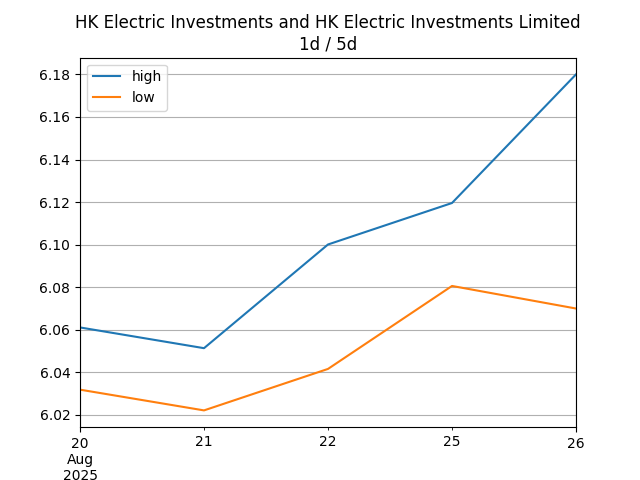 HK Electric Investments and HK Electric Investments Limited
1d / 5d
high
low
6.18
6.16
6.14
6.12
6.10
6.08
6.06
6.04
6.02
20 21 22 25 26
Aug
2025